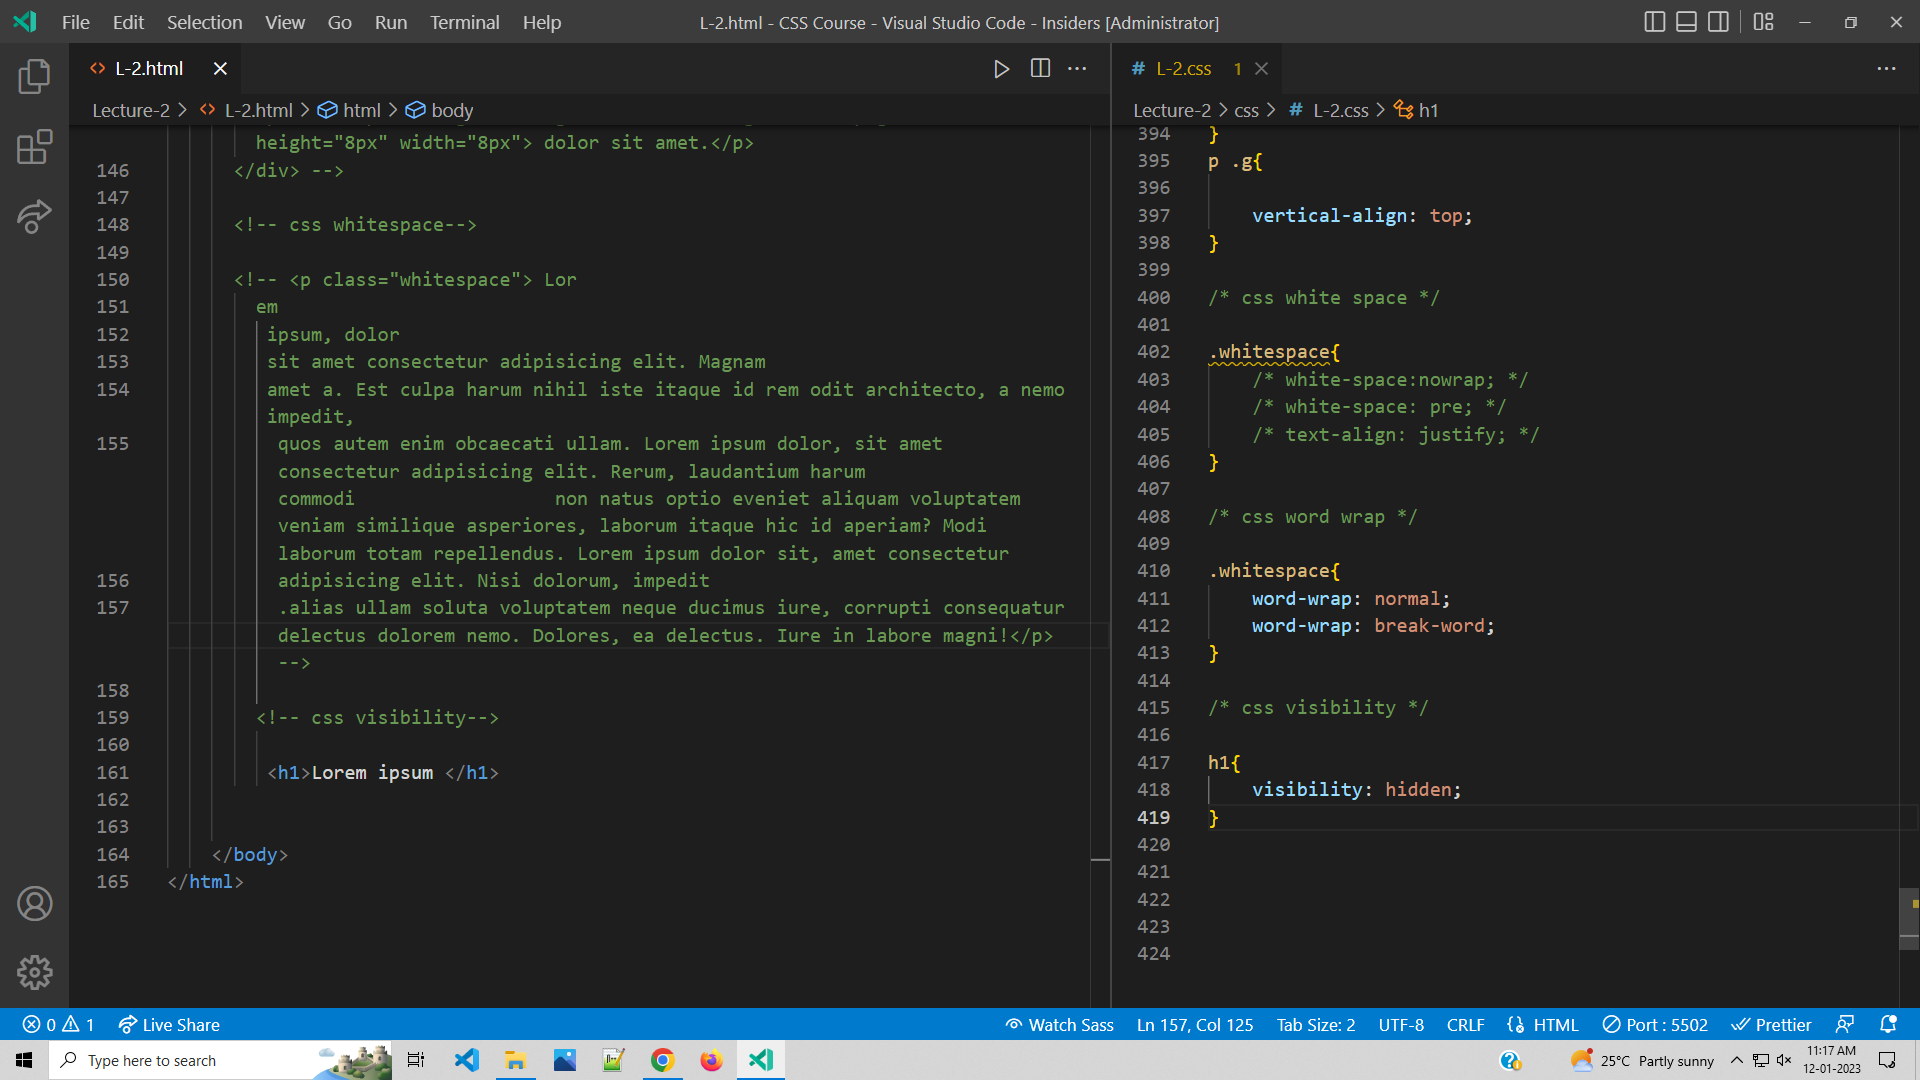 File Edit Selection View Go Run Terminal Help
L-2.html - CSS Course - Visual Studio Code - Insiders [Administrator]
L-2.html
Lecture-2 > L-2.html > html > body
height="8px" width="8px"> dolor sit amet.</p>
146 </div> -->
147
148 <!-- css whitespace-->
149
150 <!-- <p class="whitespace"> Lor
151 em
152 ipsum, dolor
153 sit amet consectetur adipisicing elit. Magnam
154 amet a. Est culpa harum nihil iste itaque id rem odit architecto, a nemo
impedit,
155 quos autem enim obcaecati ullam. Lorem ipsum dolor, sit amet
consectetur adipisicing elit. Rerum, laudantium harum
commodi non natus optio eveniet aliquam voluptatem
veniam similique asperiores, laborum itaque hic id aperiam? Modi
laborum totam repellendus. Lorem ipsum dolor sit, amet consectetur
156 adipisicing elit. Nisi dolorum, impedit
157 .alias ullam soluta voluptatem neque ducimus iure, corrupti consequatur
delectus dolorem nemo. Dolores, ea delectus. Iure in labore magni!</p>
-->
158
159 <!-- css visibility-->
160
161 <h1>Lorem ipsum </h1>
162
163
164 </body>
165 </html>
# L-2.css 1
Lecture-2 > css > # L-2.css > h1
394 }
395 p .g{
396
397 vertical-align: top;
398 }
399
400 /* css white space */
401
402 .whitespace{
403 /* white-space:nowrap; */
404 /* white-space: pre; */
405 /* text-align: justify; */
406 }
407
408 /* css word wrap */
409
410 .whitespace{
411 word-wrap: normal;
412 word-wrap: break-word;
413 }
414
415 /* css visibility */
416
417 h1{
418 visibility: hidden;
419 }
420
421
422
423
424
0 1 Live Share Watch Sass Ln 157, Col 125 Tab Size: 2 UTF-8 CRLF HTML Port : 5502 Prettier
Type here to search
25°C Partly sunny
11:17 AM
12-01-2023